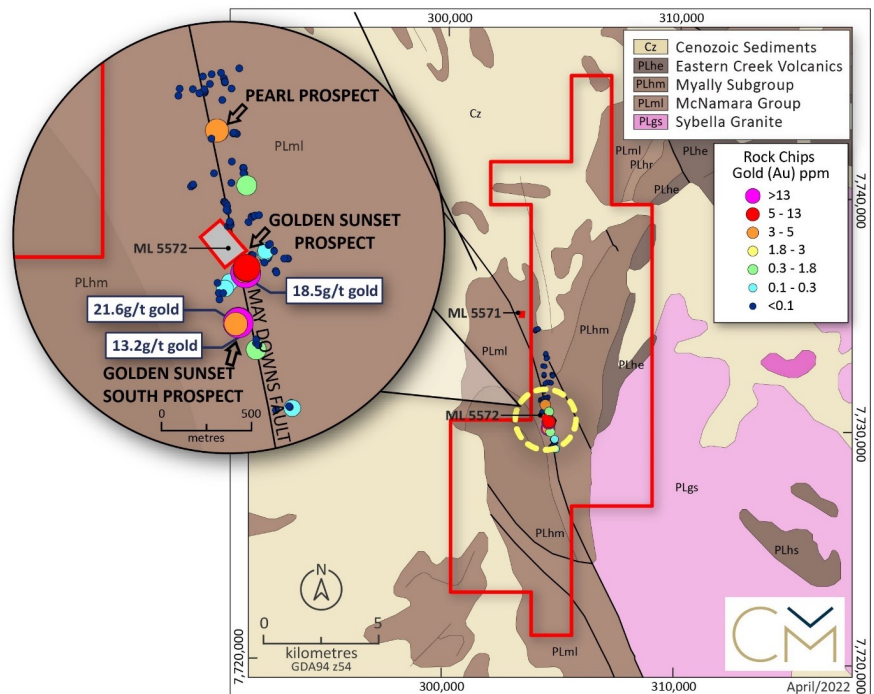 300,000
310,000
Cz Cenozoic Sediments
PLhe Eastern Creek Volcanics
PLhm Myally Subgroup
PLml McNamara Group
PLgs Sybella Granite
Rock Chips
Gold (Au) ppm
>13
5 - 13
3 - 5
1.8 - 3
0.3 - 1.8
0.1 - 0.3
<0.1
PEARL PROSPECT
PLml
GOLDEN SUNSET
PROSPECT
ML 5572
PLhm
18.5g/t gold
21.6g/t gold
13.2g/t gold
GOLDEN SUNSET
SOUTH PROSPECT
MAY DOWNS FAULT
0 500
metres
Cz
PLml
PLhr
PLhe
PLhe
7,740,000
ML 5571
PLml
PLhm
PLhe
ML 5572
7,730,000
PLgs
PLhm
PLhs
N
0 5
kilometres
GDA94 z54
PLml
CM
7,720,000
7,720,000
300,000
310,000
April/2022